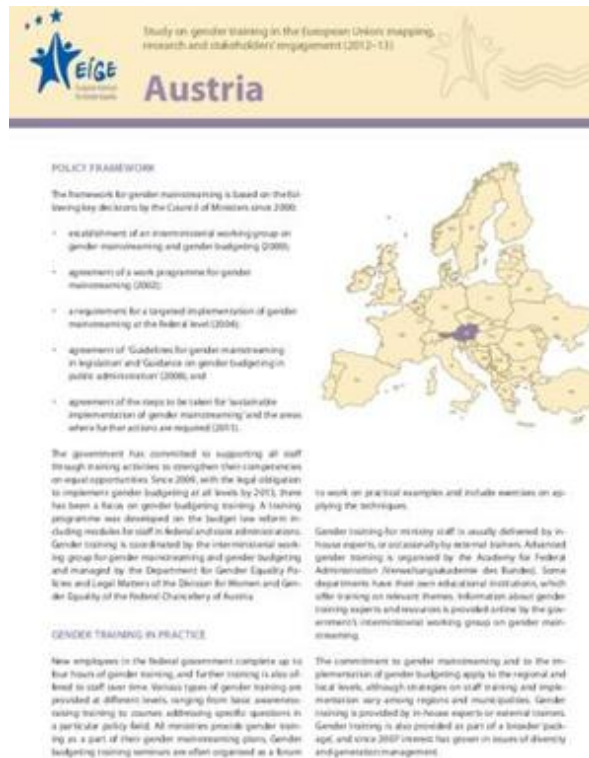 Study on gender training in the European Union: mapping,
research and stakeholders' engagement (2012–13)
EIGE
European Institute
for Gender Equality
Austria
POLICY FRAMEWORK
The framework for gender mainstreaming is based on the fol-
lowing key decisions by the Council of Ministers since 2000:
• establishment of an interministerial working group on
gender mainstreaming and gender budgeting (2000);
• agreement of a work programme for gender
mainstreaming (2002);
• a requirement for a targeted implementation of gender
mainstreaming at the federal level (2004);
• agreement of 'Guidelines for gender mainstreaming
in legislation' and 'Guidance on gender budgeting in
public administration' (2008); and
• agreement of the steps to be taken for 'sustainable
implementation of gender mainstreaming' and the areas
where further actions are required (2011).
The government has committed to supporting all staff
through training activities to strengthen their competencies
on equal opportunities. Since 2009, with the legal obligation
to implement gender budgeting at all levels by 2013, there
has been a focus on gender budgeting training. A training
programme was developed on the budget law reform in-
cluding modules for staff in federal and state administrations.
Gender training is coordinated by the interministerial work-
ing group for gender mainstreaming and gender budgeting
and managed by the Department for Gender Equality Po-
licies and Legal Matters of the Division for Women and Gen-
der Equality of the Federal Chancellery of Austria.
GENDER TRAINING IN PRACTICE
New employees in the federal government complete up to
four hours of gender training, and further training is also of-
fered to staff over time. Various types of gender training are
provided at different levels, ranging from basic awareness-
raising training to courses addressing specific questions in
a particular policy field. All ministries provide gender train-
ing as a part of their gender mainstreaming plans. Gender
budgeting training seminars are often organised as a forum
to work on practical examples and include exercises on ap-
plying the techniques.
Gender training for ministry staff is usually delivered by in-
house experts, or occasionally by external trainers. Advanced
gender training is organised by the Academy for Federal
Administration (Verwaltungsakademie des Bundes). Some
departments have their own educational institutions, which
offer training on relevant themes. Information about gender
training experts and resources is provided online by the gov-
ernment's interministerial working group on gender main-
streaming.
The commitment to gender mainstreaming and to the im-
plementation of gender budgeting apply to the regional and
local levels, although strategies on staff training and imple-
mentation vary among regions and municipalities. Gender
training is provided by in-house experts or external trainers.
Gender training is also provided as part of a broader pack-
age, and since 2007 interest has grown in issues of diversity
and generation management.